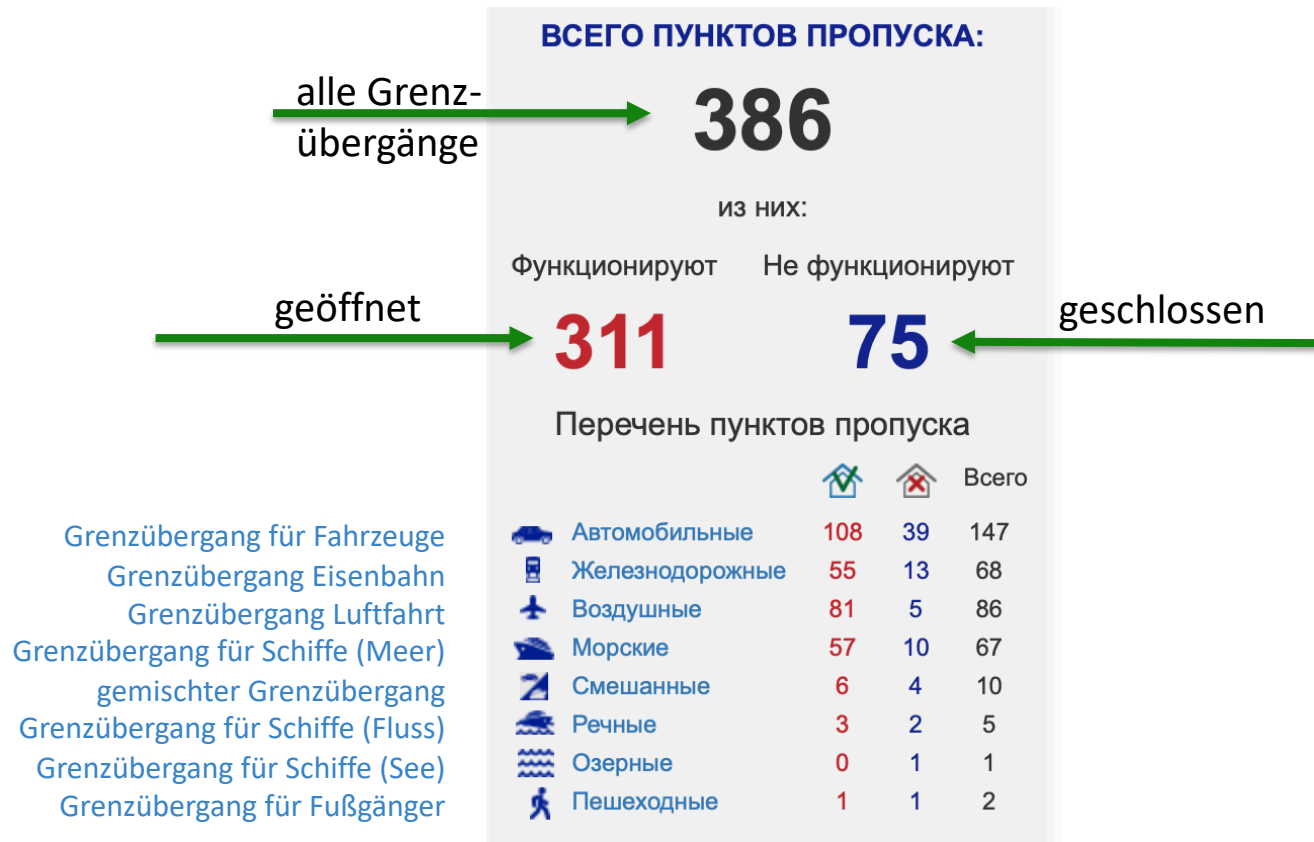 ВСЕГО ПУНКТОВ ПРОПУСКА:
alle Grenz-
übergänge
386
из них:
Функционируют Не функционируют
geöffnet
311
75
geschlossen
Перечень пунктов пропуска
Всего
Grenzübergang für Fahrzeuge Автомобильные 108 39 147
Grenzübergang Eisenbahn Железнодорожные 55 13 68
Grenzübergang Luftfahrt Воздушные 81 5 86
Grenzübergang für Schiffe (Meer) Морские 57 10 67
gemischter Grenzübergang Смешанные 6 4 10
Grenzübergang für Schiffe (Fluss) Речные 3 2 5
Grenzübergang für Schiffe (See) Озерные 0 1 1
Grenzübergang für Fußgänger Пешеходные 1 1 2